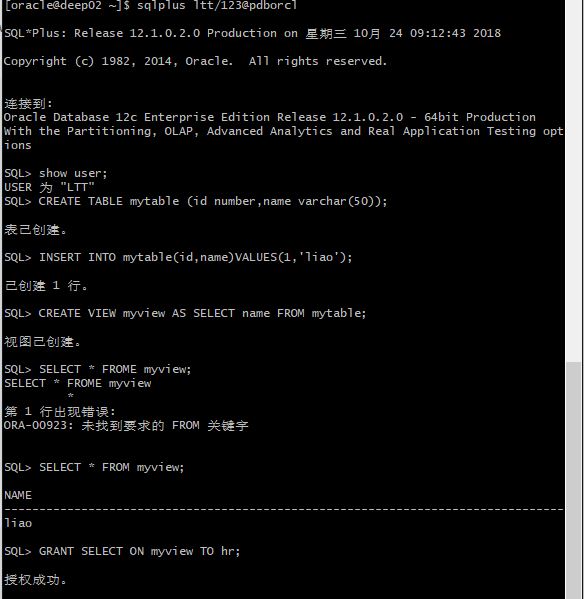 [oracle@deep02 ~]$ sqlplus ltt/123@pdborcl
SQL*Plus: Release 12.1.0.2.0 Production on 星期三 10月 24 09:12:43 2018
Copyright (c) 1982, 2014, Oracle.  All rights reserved.
连接到:
Oracle Database 12c Enterprise Edition Release 12.1.0.2.0 - 64bit Production
With the Partitioning, OLAP, Advanced Analytics and Real Application Testing opt
ions
SQL> show user;
USER 为 "LTT"
SQL> CREATE TABLE mytable (id number,name varchar(50));
表已创建。
SQL> INSERT INTO mytable(id,name)VALUES(1,'liao');
已创建 1 行。
SQL> CREATE VIEW myview AS SELECT name FROM mytable;
视图已创建。
SQL> SELECT * FROME myview;
SELECT * FROME myview
*
第 1 行出现错误:
ORA-00923: 未找到要求的 FROM 关键字
SQL> SELECT * FROM myview;
NAME
--------------------------------------------------------------------------------
liao
SQL> GRANT SELECT ON myview TO hr;
授权成功。